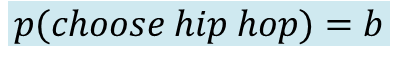 p(choose hip hop) = b